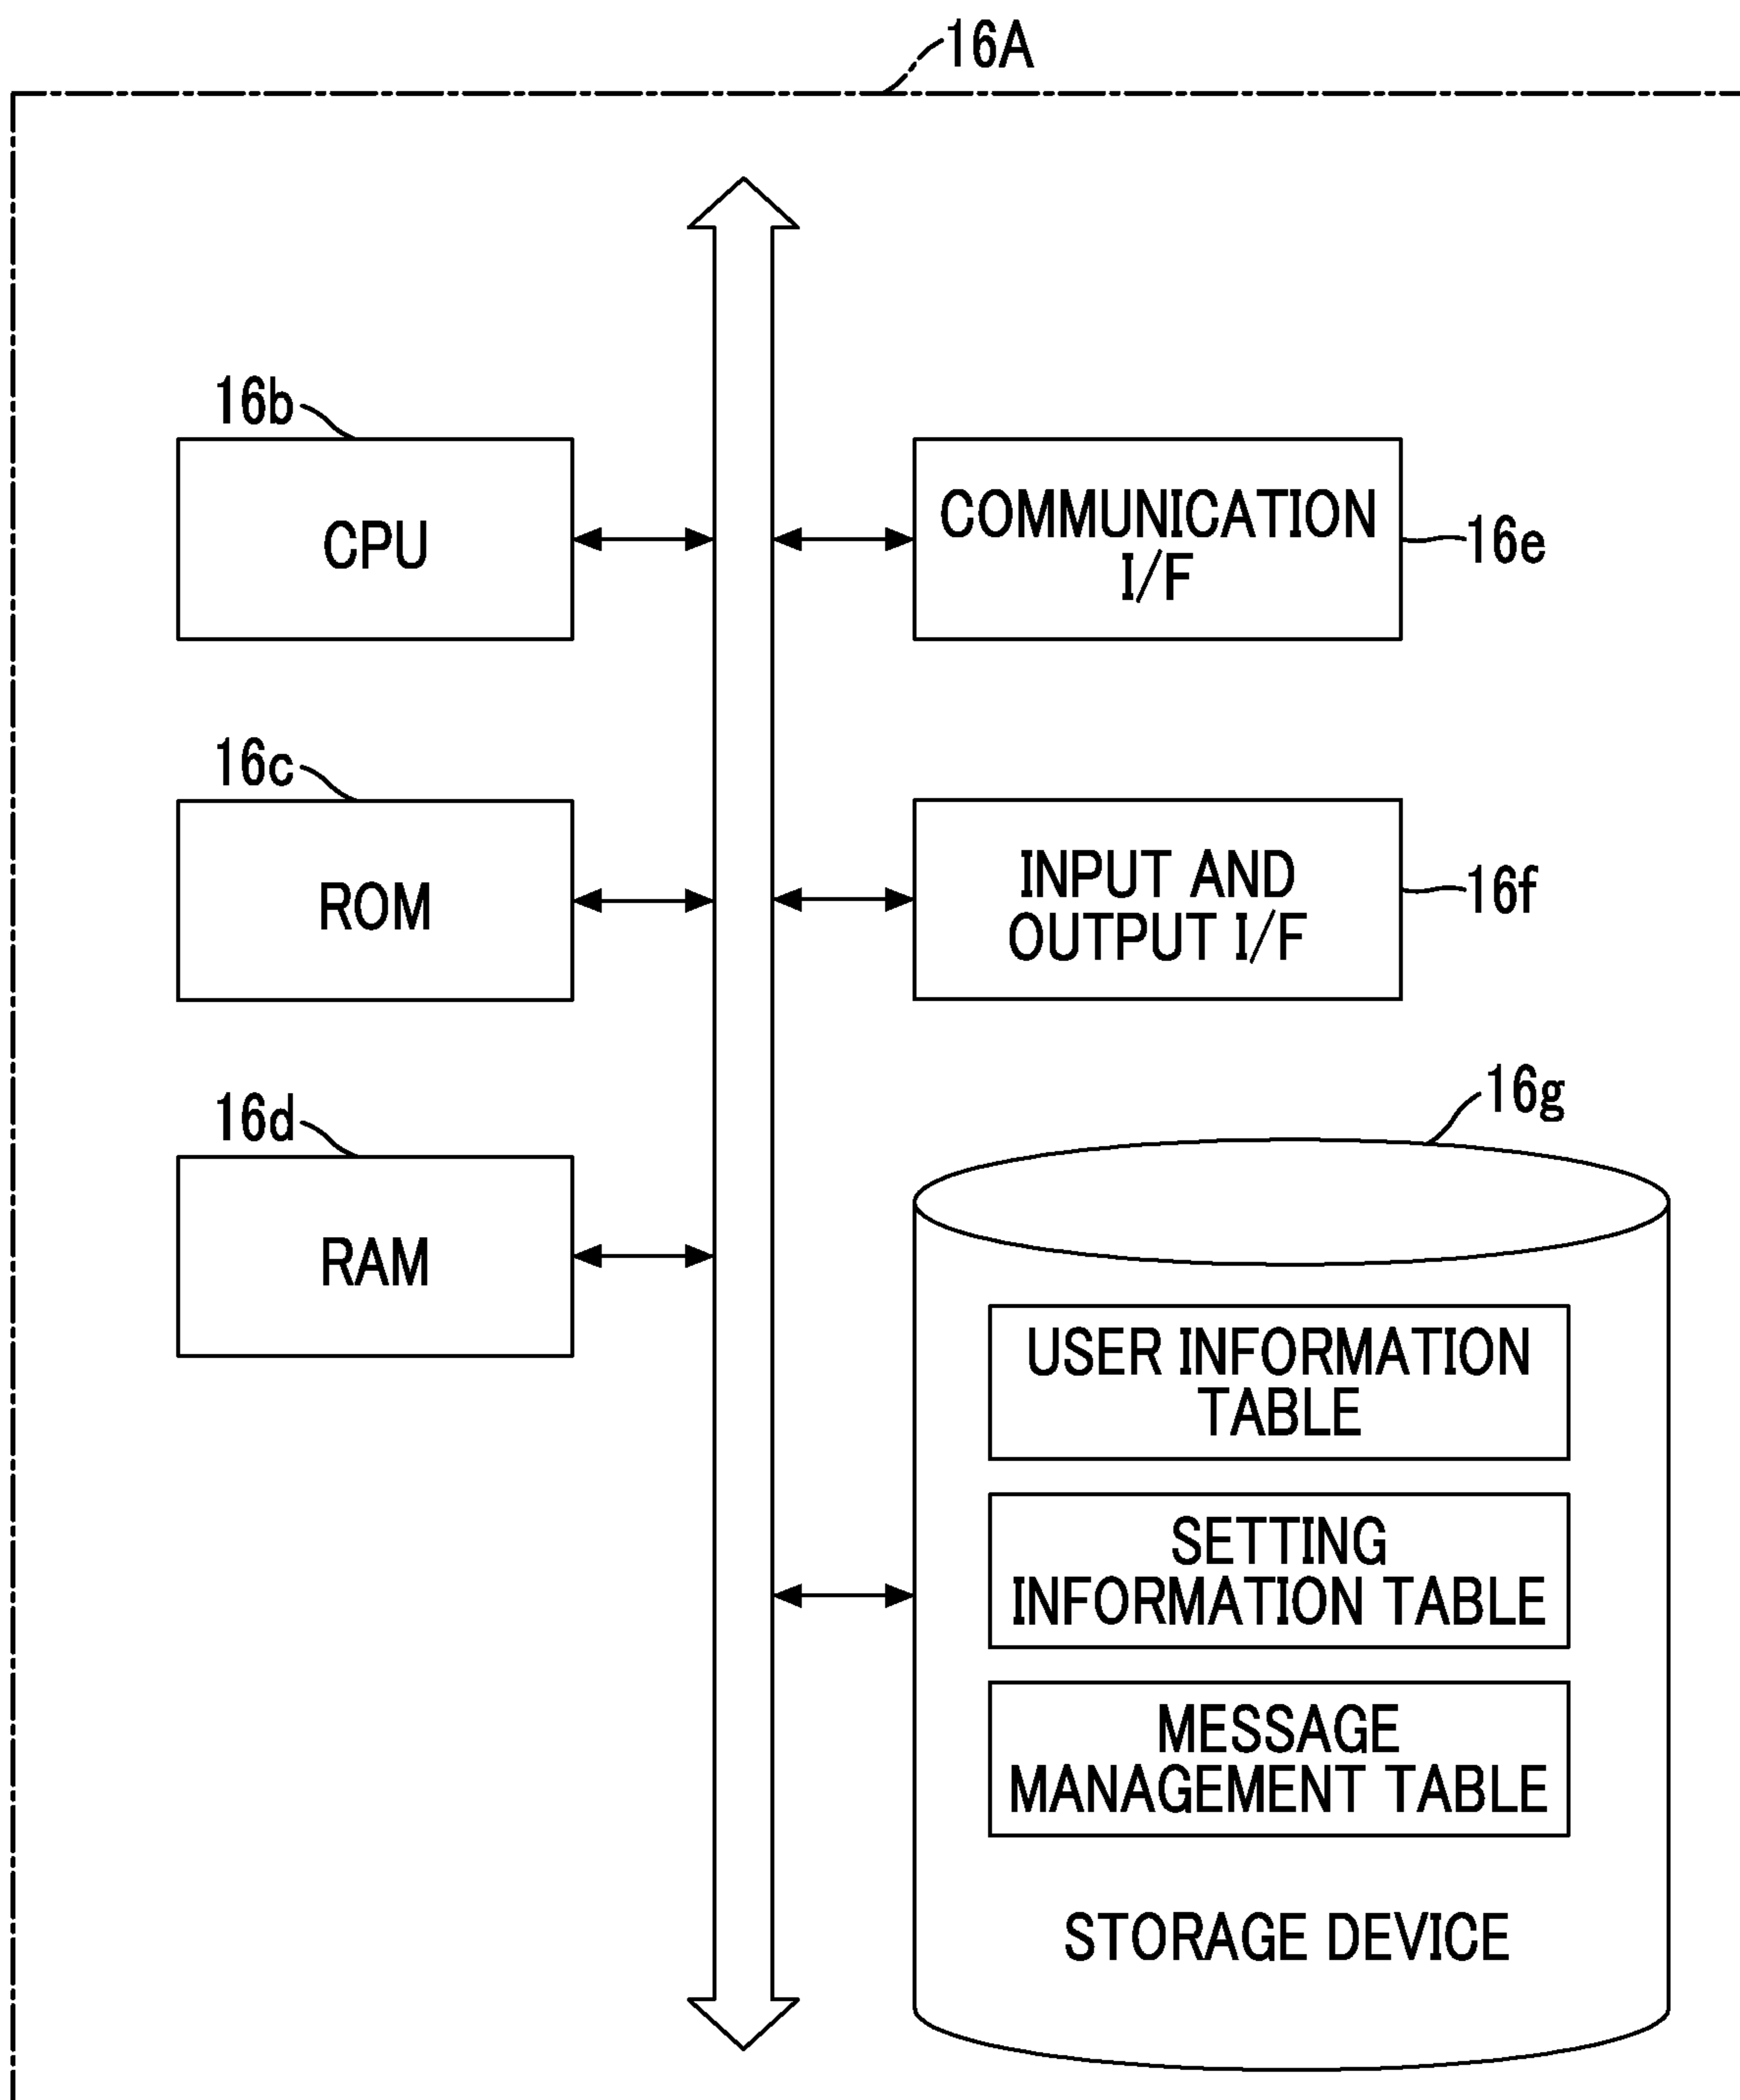 16A
16b
CPU
COMMUNICATION
I/F
16e
16c
ROM
INPUT AND
OUTPUT I/F
16f
16d
RAM
16g
USER INFORMATION
TABLE
SETTING
INFORMATION TABLE
MESSAGE
MANAGEMENT TABLE
STORAGE DEVICE